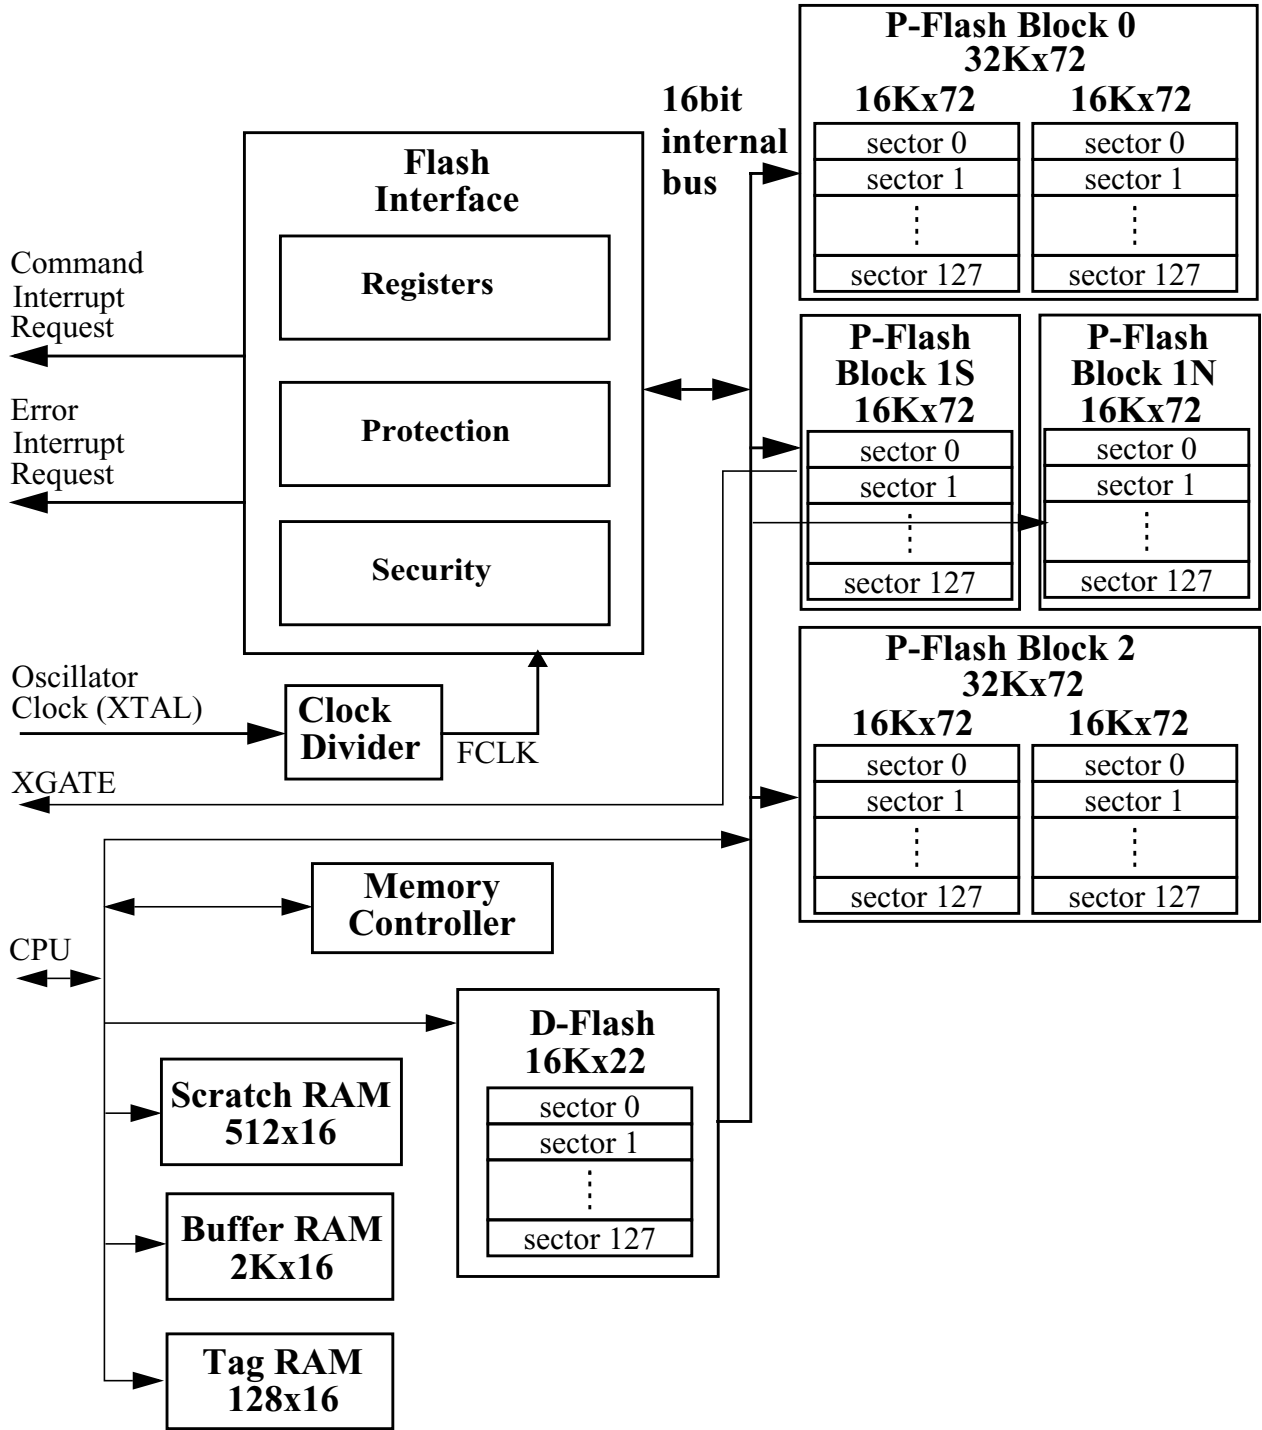 P-Flash Block 0
32Kx72
16Kx72
16Kx72
sector 0
sector 1
sector 127
sector 0
sector 1
sector 127
16bit
internal
bus
Flash
Interface
Registers
Protection
Security
Command
Interrupt
Request
Error
Interrupt
Request
P-Flash
Block 1S
16Kx72
sector 0
sector 1
sector 127
P-Flash
Block 1N
16Kx72
sector 0
sector 1
sector 127
Oscillator
Clock (XTAL)
Clock
Divider
FCLK
XGATE
P-Flash Block 2
32Kx72
16Kx72
16Kx72
sector 0
sector 1
sector 127
sector 0
sector 1
sector 127
Memory
Controller
CPU
D-Flash
16Kx22
sector 0
sector 1
sector 127
Scratch RAM
512x16
Buffer RAM
2Kx16
Tag RAM
128x16